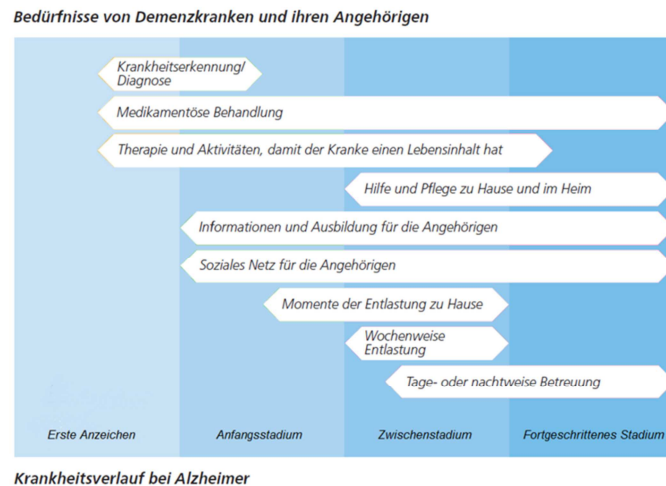 Bedürfnisse von Demenzkranken und ihren Angehörigen
Krankheitserkennung/
Diagnose
Medikamentöse Behandlung
Therapie und Aktivitäten, damit der Kranke einen Lebensinhalt hat
Hilfe und Pflege zu Hause und im Heim
Informationen und Ausbildung für die Angehörigen
Soziales Netz für die Angehörigen
Momente der Entlastung zu Hause
Wochenweise
Entlastung
Tage- oder nachtweise Betreuung
Erste Anzeichen
Anfangsstadium
Zwischenstadium
Fortgeschrittenes Stadium
Krankheitsverlauf bei Alzheimer